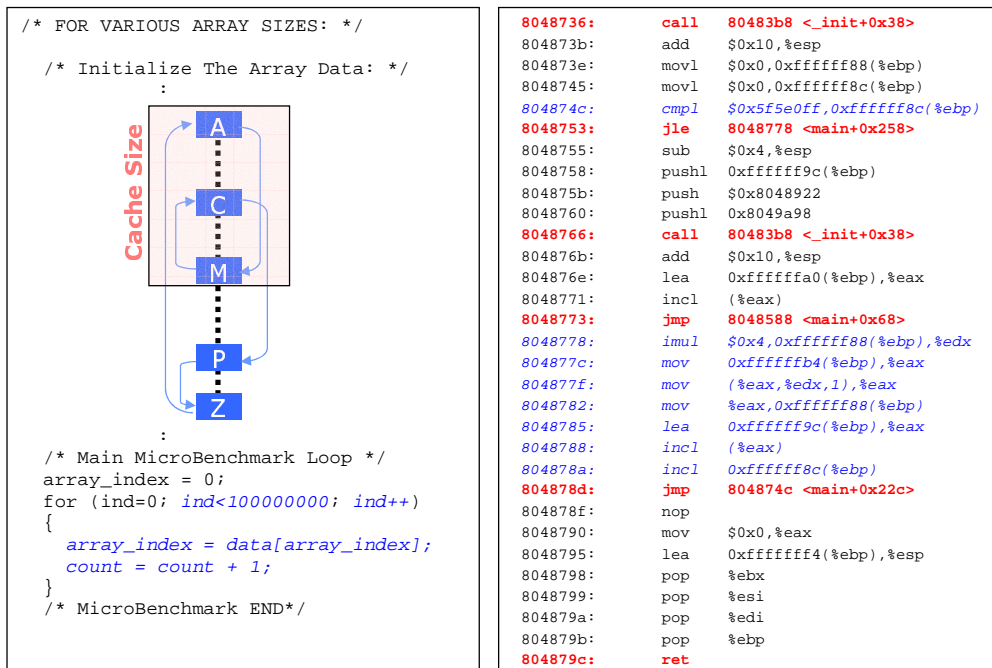 /* FOR VARIOUS ARRAY SIZES: */
/* Initialize The Array Data: */
:
Cache Size
A
C
M
P
Z
:
/* Main MicroBenchmark Loop */
array_index = 0;
for (ind=0; ind<100000000; ind++)
{
array_index = data[array_index];
count = count + 1;
}
/* MicroBenchmark END*/
8048736: call 80483b8 <_init+0x38>
804873b: add $0x10,%esp
804873e: movl $0x0,0xffffff88(%ebp)
8048745: movl $0x0,0xffffff8c(%ebp)
804874c: cmpl $0x5f5e0ff,0xffffff8c(%ebp)
8048753: jle 8048778 <main+0x258>
8048755: sub $0x4,%esp
8048758: pushl 0xffffff9c(%ebp)
804875b: push $0x8048922
8048760: pushl 0x8049a98
8048766: call 80483b8 <_init+0x38>
804876b: add $0x10,%esp
804876e: lea 0xffffffa0(%ebp),%eax
8048771: incl (%eax)
8048773: jmp 8048588 <main+0x68>
8048778: imul $0x4,0xffffff88(%ebp),%edx
804877c: mov 0xffffffb4(%ebp),%eax
804877f: mov (%eax,%edx,1),%eax
8048782: mov %eax,0xffffff88(%ebp)
8048785: lea 0xffffff9c(%ebp),%eax
8048788: incl (%eax)
804878a: incl 0xffffff8c(%ebp)
804878d: jmp 804874c <main+0x22c>
804878f: nop
8048790: mov $0x0,%eax
8048795: lea 0xfffffff4(%ebp),%esp
8048798: pop %ebx
8048799: pop %esi
804879a: pop %edi
804879b: pop %ebp
804879c: ret